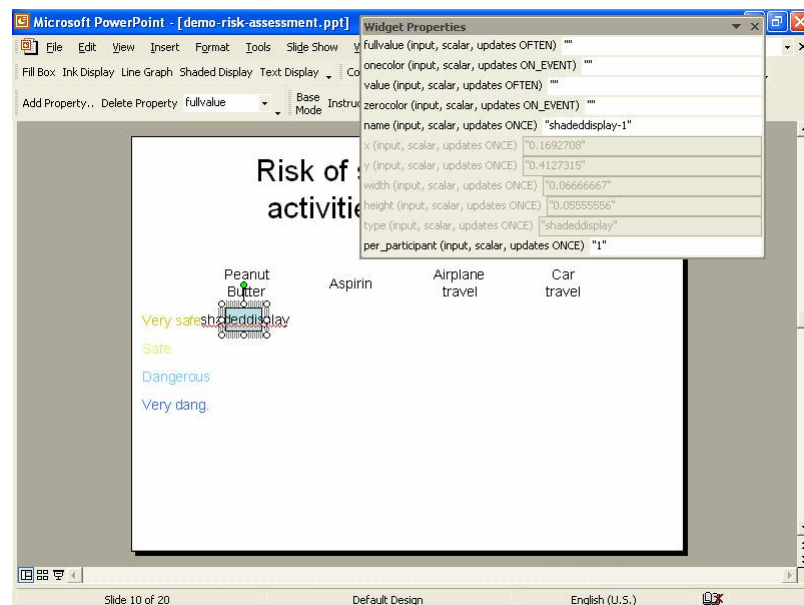 Microsoft PowerPoint - [demo-risk-assessment.ppt]
Widget Properties
File Edit View Insert Format Tools Slide Show
fullvalue (input, scalar, updates OFTEN) ""
onecolor (input, scalar, updates ON_EVENT) ""
Fill Box Ink Display Line Graph Shaded Display Text Display
value (input, scalar, updates OFTEN) ""
zerocolor (input, scalar, updates ON_EVENT) ""
Add Property.. Delete Property fullvalue Base Mode
name (input, scalar, updates ONCE) "shadeddisplay-1"
x (input, scalar, updates ONCE) "0.1692708"
y (input, scalar, updates ONCE) "0.4127315"
width (input, scalar, updates ONCE) "0.06666667"
height (input, scalar, updates ONCE) "0.05555556"
type (input, scalar, updates ONCE) "shadeddisplay"
per_participant (input, scalar, updates ONCE) "1"
Risk of
Peanut
Butter
Aspirin
Airplane
travel
Car
travel
Very safe shadeddisplay
Safe
Dangerous
Very dang.
Slide 10 of 20 Default Design English (U.S.)